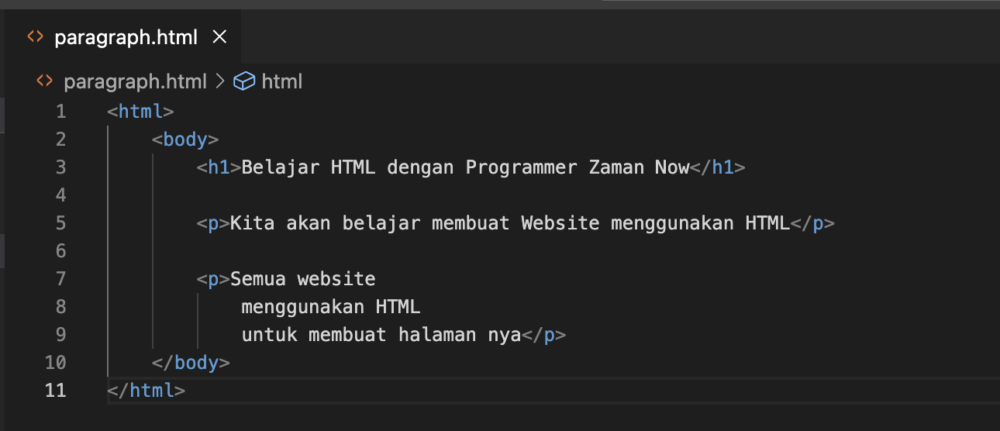 paragraph.html
paragraph.html > html
1 <html>
2     <body>
3         <h1>Belajar HTML dengan Programmer Zaman Now</h1>
4
5         <p>Kita akan belajar membuat Website menggunakan HTML</p>
6
7         <p>Semua website
8             menggunakan HTML
9             untuk membuat halaman nya</p>
10     </body>
11 </html>